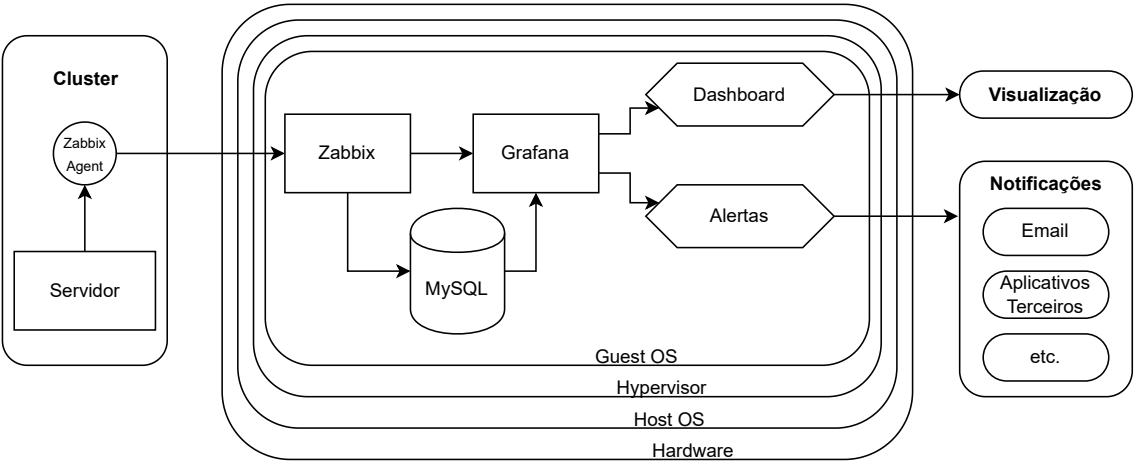 Cluster
Zabbix
Agent
Servidor
Zabbix
Grafana
MySQL
Dashboard
Alertas
Guest OS
Hypervisor
Host OS
Hardware
Visualização
Notificações
Email
Aplicativos
Terceiros
etc.